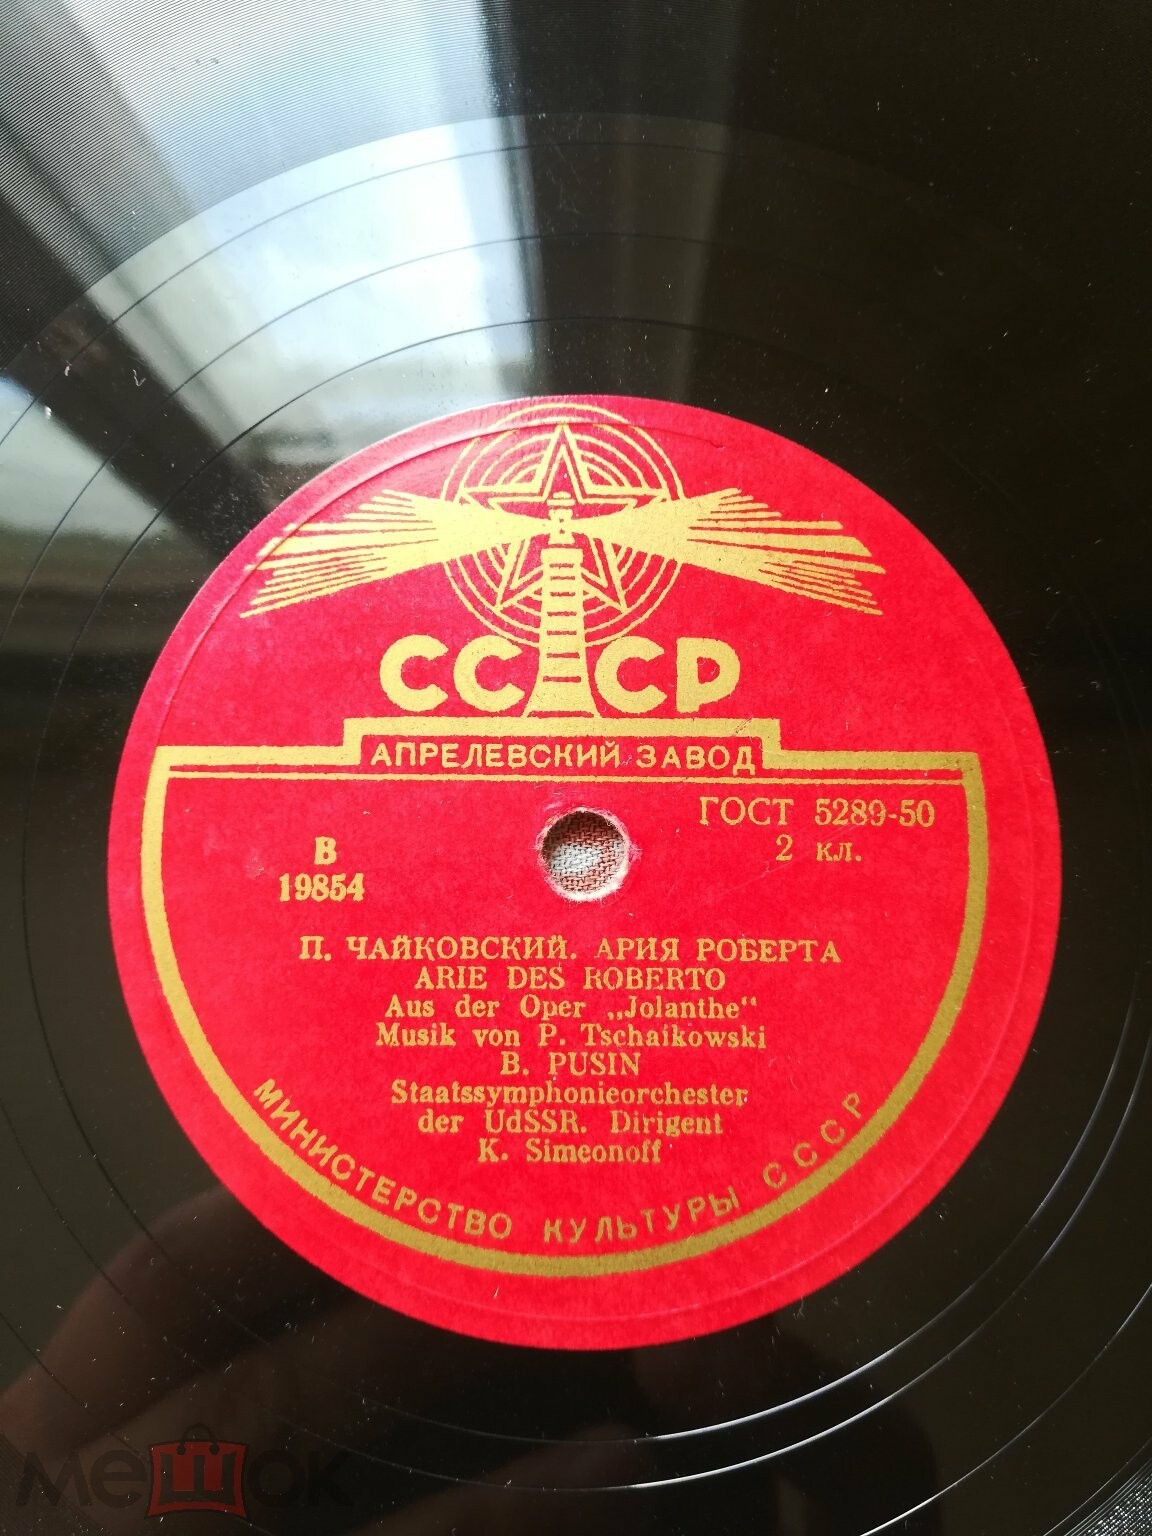 СССР
АПРЕЛЕВСКИЙ ЗАВОД
ГОСТ 5289-50
2 кл.
В
19854
П. ЧАЙКОВСКИЙ. АРИЯ РОБЕРТА
ARIE DES ROBERTO
Aus der Oper „Jolanthe“
Musik von P. Tschaikowski
B. PUSIN
Staatssymphonieorchester
der UdSSR. Dirigent
K. Simeonoff
МИНИСТЕРСТВО КУЛЬТУРЫ СССР
мешок